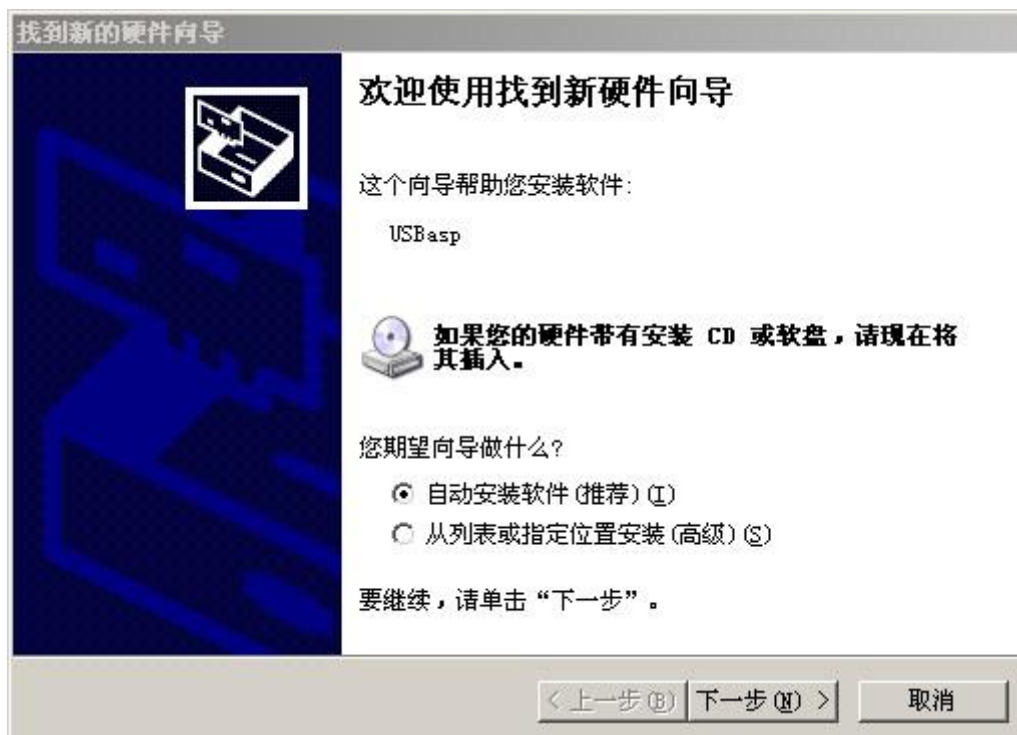 找到新的硬件向导
欢迎使用找到新硬件向导
这个向导帮助您安装软件:
USBasp
如果您的硬件带有安装 CD 或软盘，请现在将
其插入。
您期望向导做什么?
自动安装软件(推荐)(I)
从列表或指定位置安装(高级)(S)
要继续，请单击“下一步”。
< 上一步(B)
下一步(N) >
取消